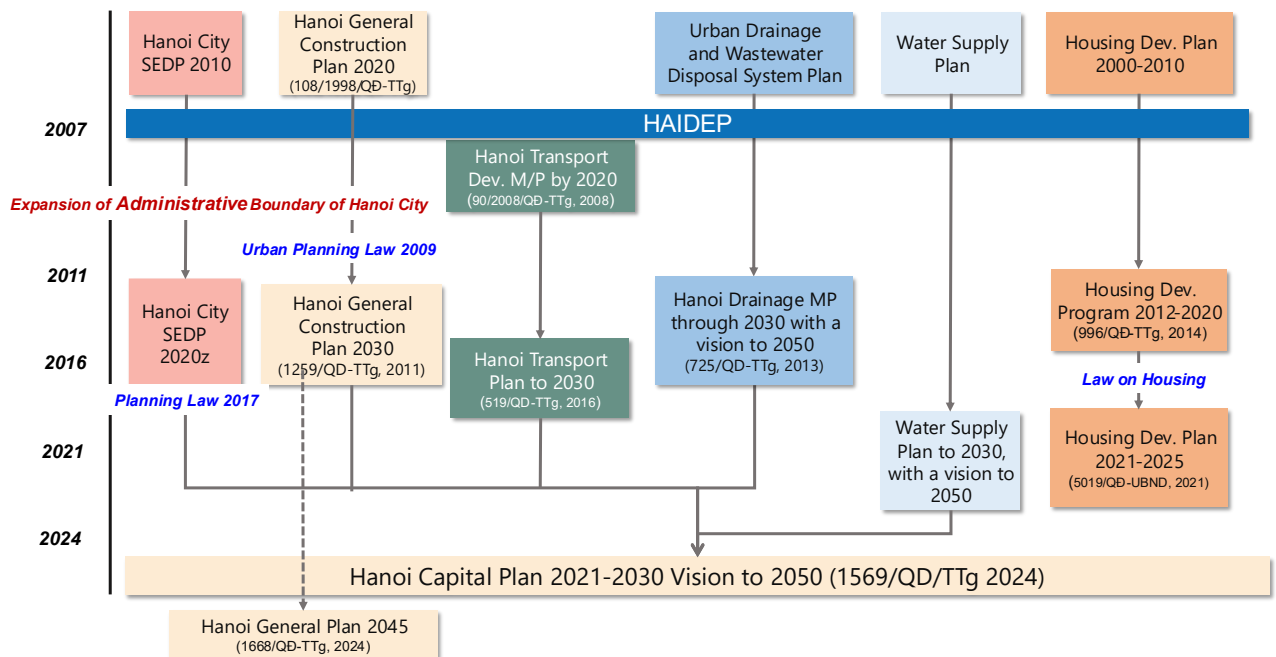 Hanoi City
SEDP 2010
Hanoi General
Construction
Plan 2020
(108/1998/QĐ-TTg)
Urban Drainage
and Wastewater
Disposal System Plan
Water Supply
Plan
Housing Dev. Plan
2000-2010
2007
HAIDEP
Hanoi Transport
Dev. M/P by 2020
(90/2008/QĐ-TTg, 2008)
Expansion of Administrative Boundary of Hanoi City
Urban Planning Law 2009
2011
Hanoi City
SEDP
2020z
Hanoi General
Construction
Plan 2030
(1259/QD-TTg, 2011)
Hanoi Drainage MP
through 2030 with a
vision to 2050
(725/QD-TTg, 2013)
Housing Dev.
Program 2012-2020
(996/QĐ-TTg, 2014)
2016
Hanoi Transport
Plan to 2030
(519/QD-TTg, 2016)
Law on Housing
Planning Law 2017
2021
Water Supply
Plan to 2030,
with a vision to
2050
Housing Dev. Plan
2021-2025
(5019/QĐ-UBND, 2021)
2024
Hanoi Capital Plan 2021-2030 Vision to 2050 (1569/QD/TTg 2024)
Hanoi General Plan 2045
(1668/QĐ-TTg, 2024)